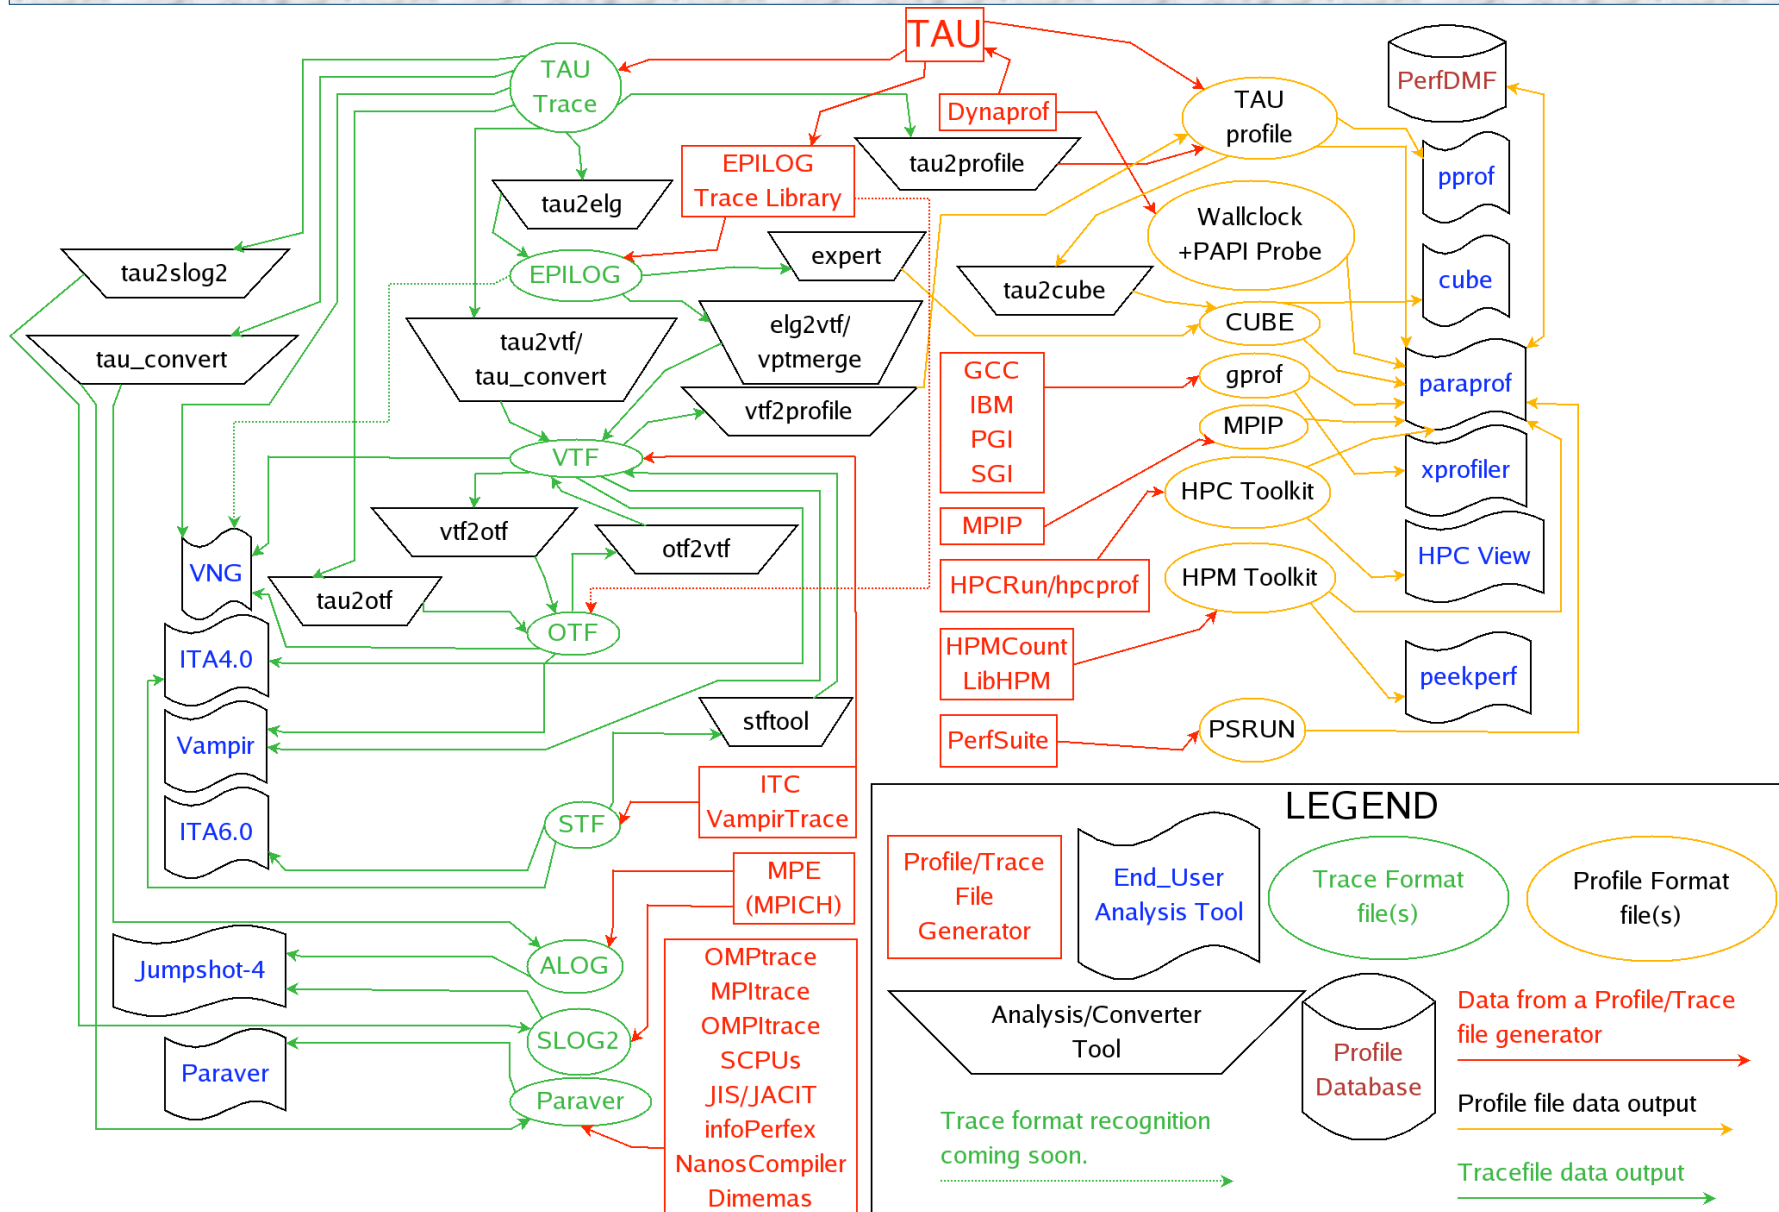 TAU
TAU
Trace
Dynaprof
TAU
profile
PerfDMF
EPILOG
Trace Library
tau2profile
pprof
tau2elg
Wallclock
+PAPI Probe
tau2slog2
EPILOG
expert
tau2cube
cube
tau_convert
tau2vtf/
tau_convert
elg2vtf/
vptmerge
CUBE
GCC
IBM
PGI
SGI
gprof
paraprof
vtf2profile
MPIP
VTF
xprofiler
HPC Toolkit
vtf2otf
otf2vtf
MPIP
HPC View
VNG
tau2otf
HPCRun/hpcprof
HPM Toolkit
OTF
ITA4.0
HPMCount
LibHPM
peekperf
Vampir
stftool
PerfSuite
PSRUN
ITA6.0
STF
ITC
VampirTrace
MPE
(MPICH)
Jumpshot-4
ALOG
OMPtrace
MPItrace
OMPItrace
SCPUs
JIS/JACIT
infoPerfex
NanosCompiler
Dimemas
SLOG2
Paraver
Paraver
LEGEND
Profile/Trace
File
Generator
End_User
Analysis Tool
Trace Format
file(s)
Profile Format
file(s)
Analysis/Converter
Tool
Profile
Database
Data from a Profile/Trace
file generator
Profile file data output
Trace format recognition
coming soon.
Tracefile data output